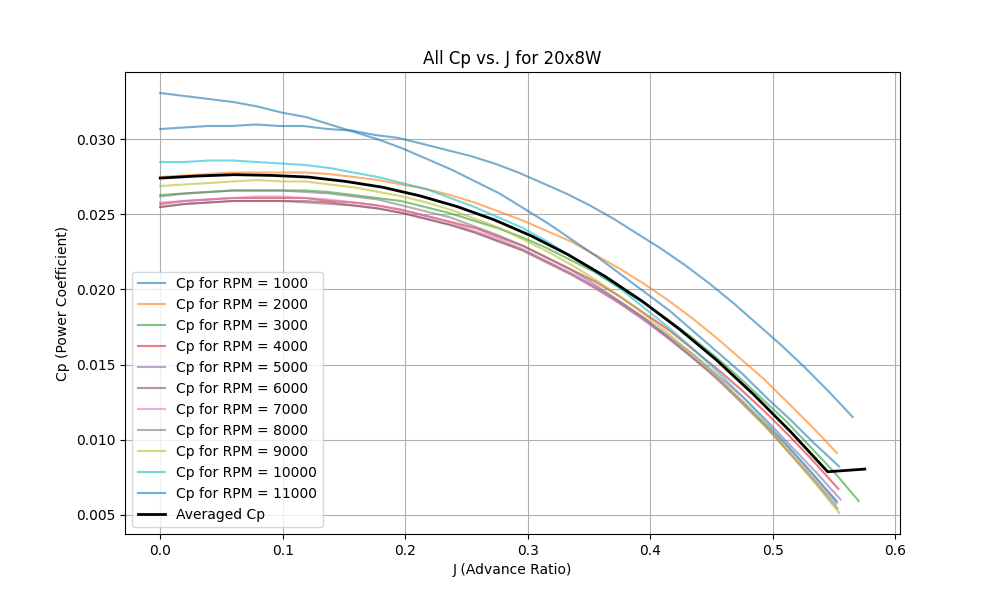 All Cp vs. J for 20x8W
Cp (Power Coefficient)
0.030
0.025
0.020
0.015
0.010
0.005
Cp for RPM = 1000
Cp for RPM = 2000
Cp for RPM = 3000
Cp for RPM = 4000
Cp for RPM = 5000
Cp for RPM = 6000
Cp for RPM = 7000
Cp for RPM = 8000
Cp for RPM = 9000
Cp for RPM = 10000
Cp for RPM = 11000
Averaged Cp
0.0 0.1 0.2 0.3 0.4 0.5 0.6
J (Advance Ratio)